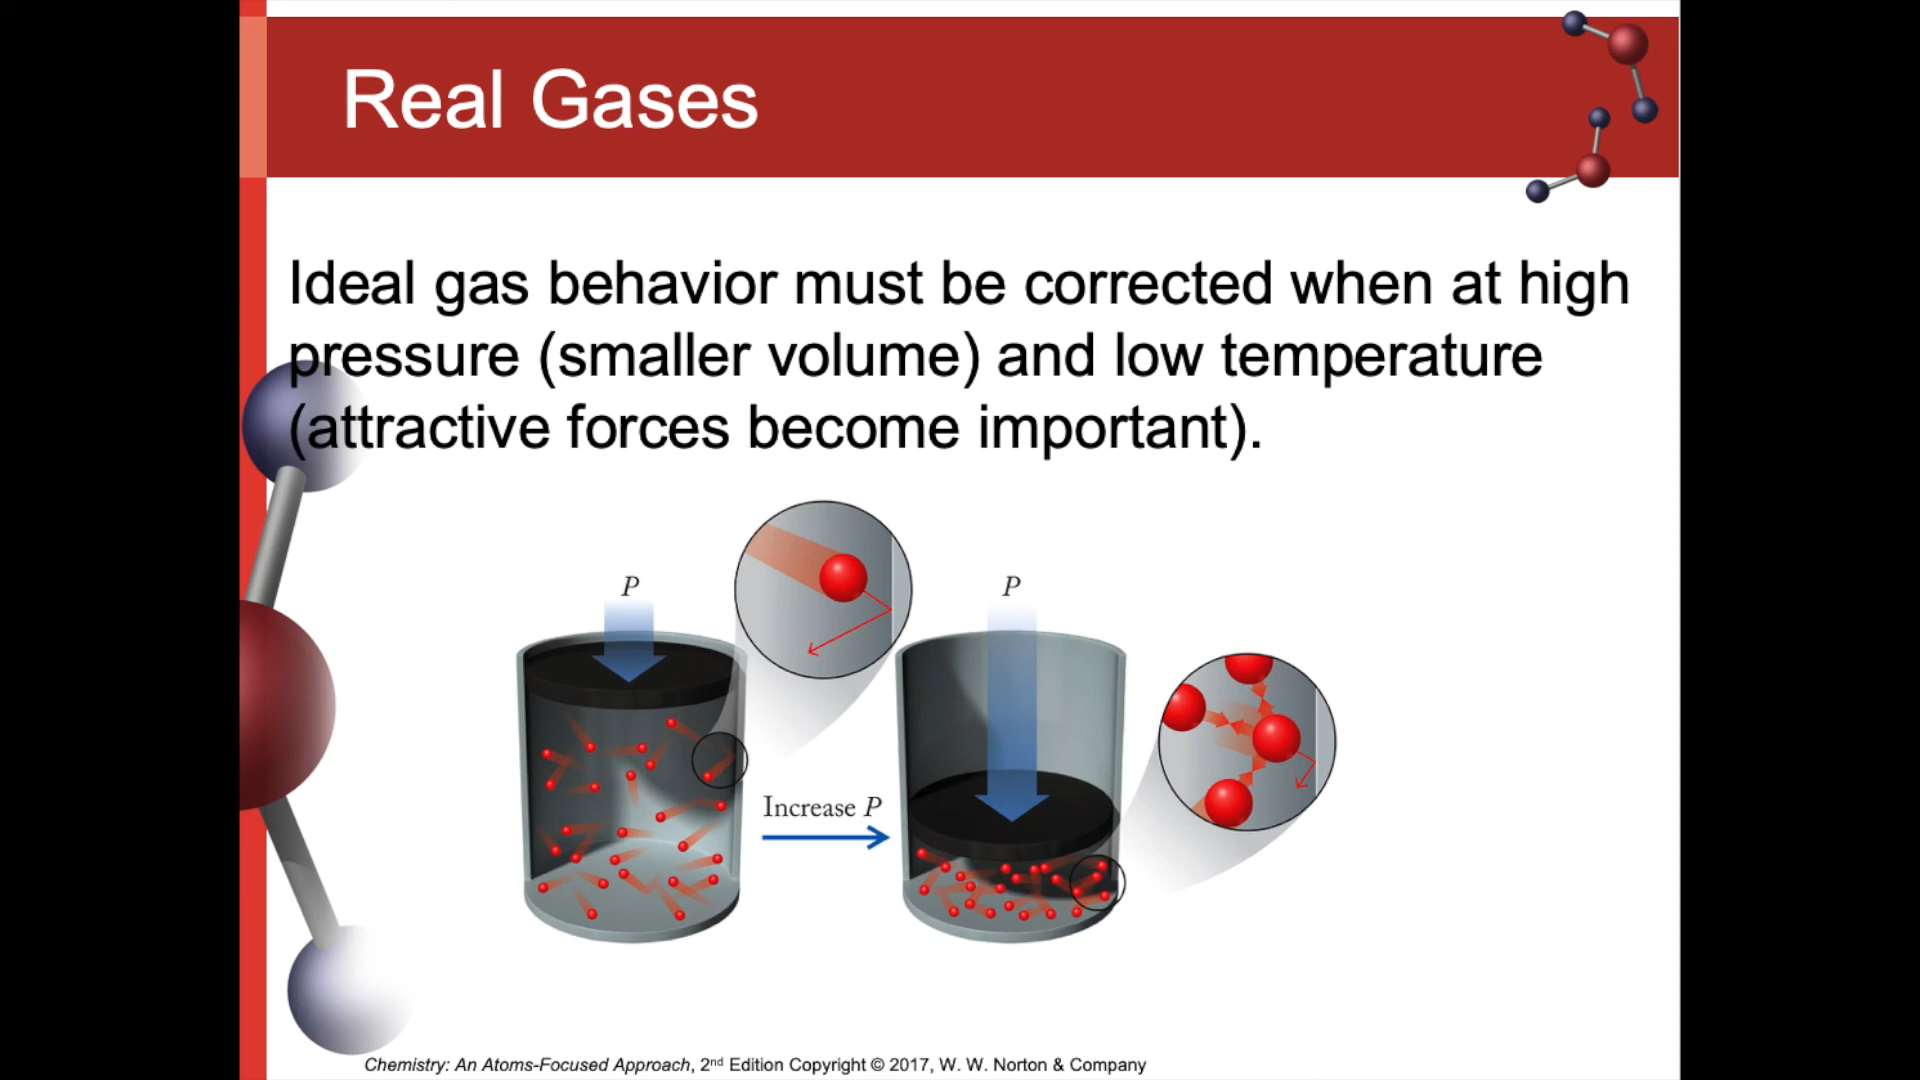 Real Gases
Ideal gas behavior must be corrected when at high
pressure (smaller volume) and low temperature
(attractive forces become important).
P
P
Increase P
Chemistry: An Atoms-Focused Approach, 2nd Edition Copyright © 2017, W. W. Norton & Company